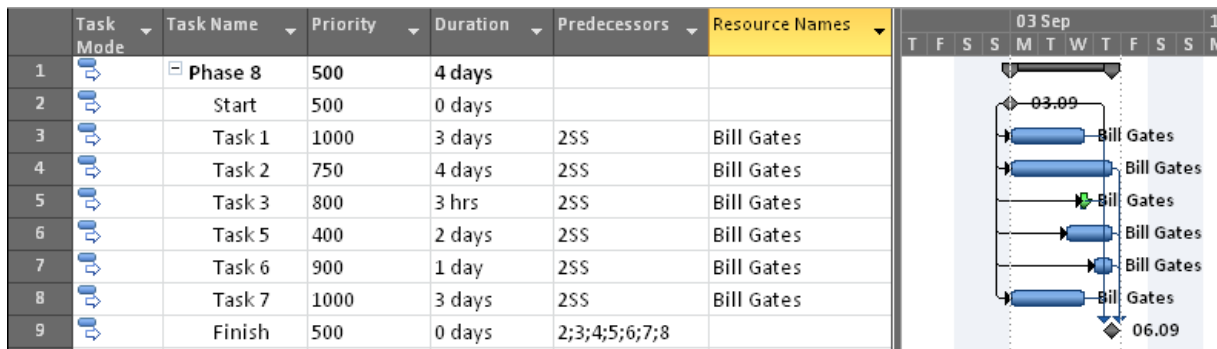 Task Mode Task Name Priority Duration Predecessors Resource Names 03 Sep 1
T F S S M T W T F S S M
1 Phase 8 500 4 days
2 Start 500 0 days 03.09
3 Task 1 1000 3 days 2SS Bill Gates Bill Gates
4 Task 2 750 4 days 2SS Bill Gates Bill Gates
5 Task 3 800 3 hrs 2SS Bill Gates Bill Gates
6 Task 5 400 2 days 2SS Bill Gates Bill Gates
7 Task 6 900 1 day 2SS Bill Gates Bill Gates
8 Task 7 1000 3 days 2SS Bill Gates Bill Gates
9 Finish 500 0 days 2;3;4;5;6;7;8 06.09